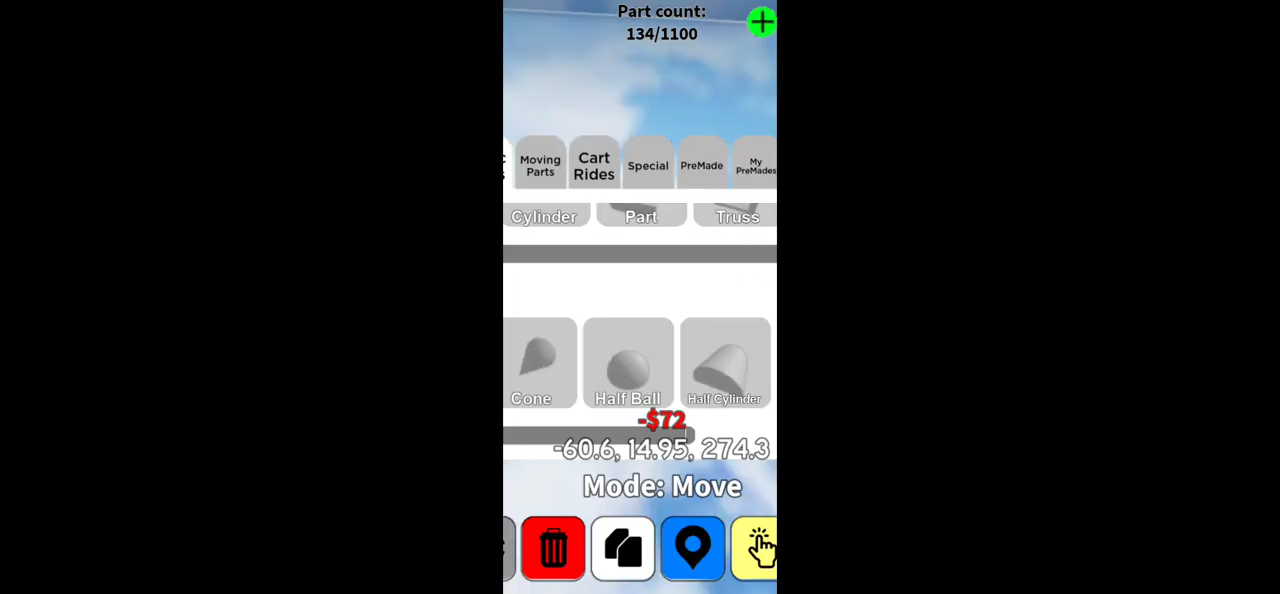 Part count:
134/1100
Moving
Parts
Cart
Rides
Special
PreMade
My
PreMades
Cylinder
Part
Truss
Cone
Half Ball
Half Cylinder
-$72
-60.6, 14.95, 274.3
Mode: Move